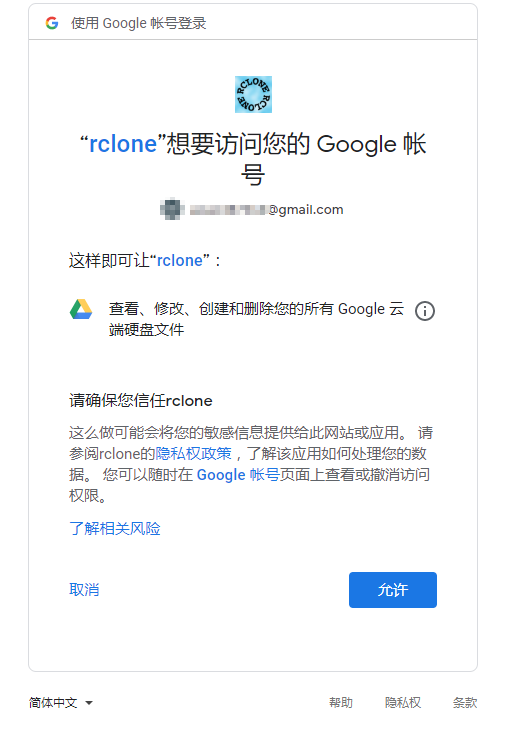 使用 Google 帐号登录
RCLONE RCLONE
“rclone”想要访问您的 Google 帐
号
@gmail.com
这样即可让“rclone”：
查看、修改、创建和删除您的所有 Google 云
端硬盘文件
请确保您信任rclone
这么做可能会将您的敏感信息提供给此网站或应用。 请
参阅rclone的隐私权政策，了解该应用如何处理您的数
据。 您可以随时在 Google 帐号页面上查看或撤消访问
权限。
了解相关风险
取消
允许
简体中文
帮助
隐私权
条款